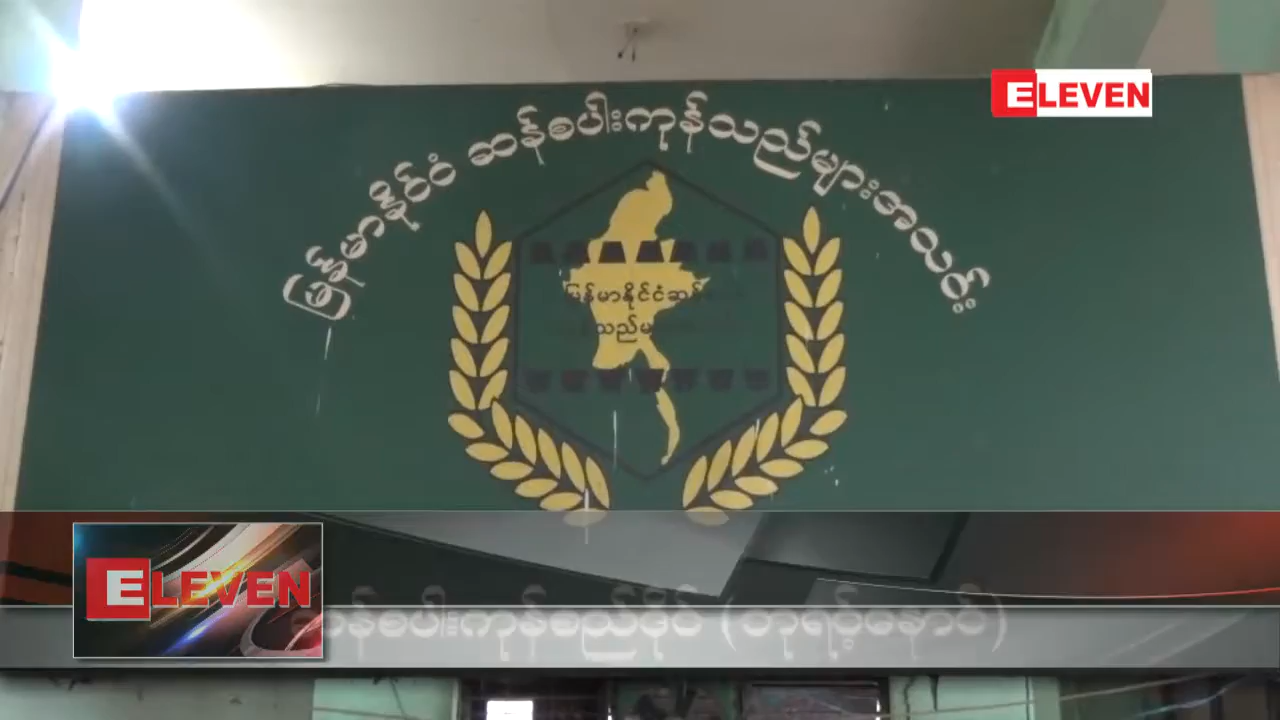 ELEVEN
မြန်မာနိုင်ငံ ဆန်စပါးကုန်သည်များအသင်း
မြန်မာနိုင်ငံဆန်
သည်
ELEVEN
ဆန်စပါးကုန်စည်ဒိုင် (ဘုရင့်နောင်)